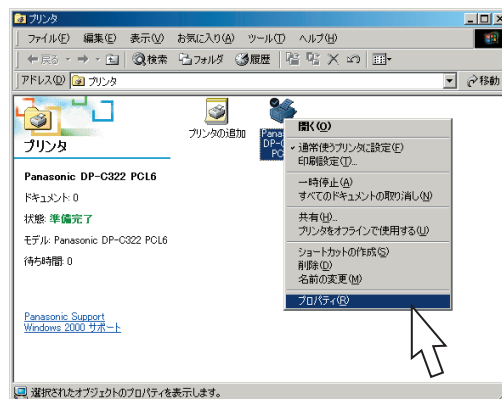 プリンタ
ファイル(F) 編集(E) 表示(V) お気に入り(A) ツール(T) ヘルプ(H)
戻る 検索 フォルダ 履歴
アドレス(D) プリンタ 移動
プリンタ
Panasonic DP-C322 PCL6
ドキュメント: 0
状態: 準備完了
モデル: Panasonic DP-C322 PCL6
待ち時間: 0
Panasonic Support
Windows 2000 サポート
プリンタの追加
開く(O)
通常使うプリンタに設定(F)
印刷設定(T)...
一時停止(A)
すべてのドキュメントの取り消し(N)
共有(H)...
プリンタをオフラインで使用する(U)
ショートカットの作成(S)
削除(D)
名前の変更(M)
プロパティ(R)
選択されたオブジェクトのプロパティを表示します。